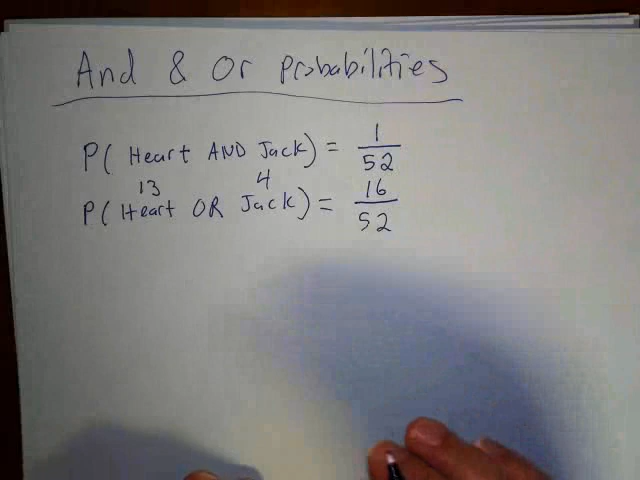 And & Or Probabilities
P( Heart AND Jack) = 1/52
13 4
P( Heart OR Jack) = 16/52